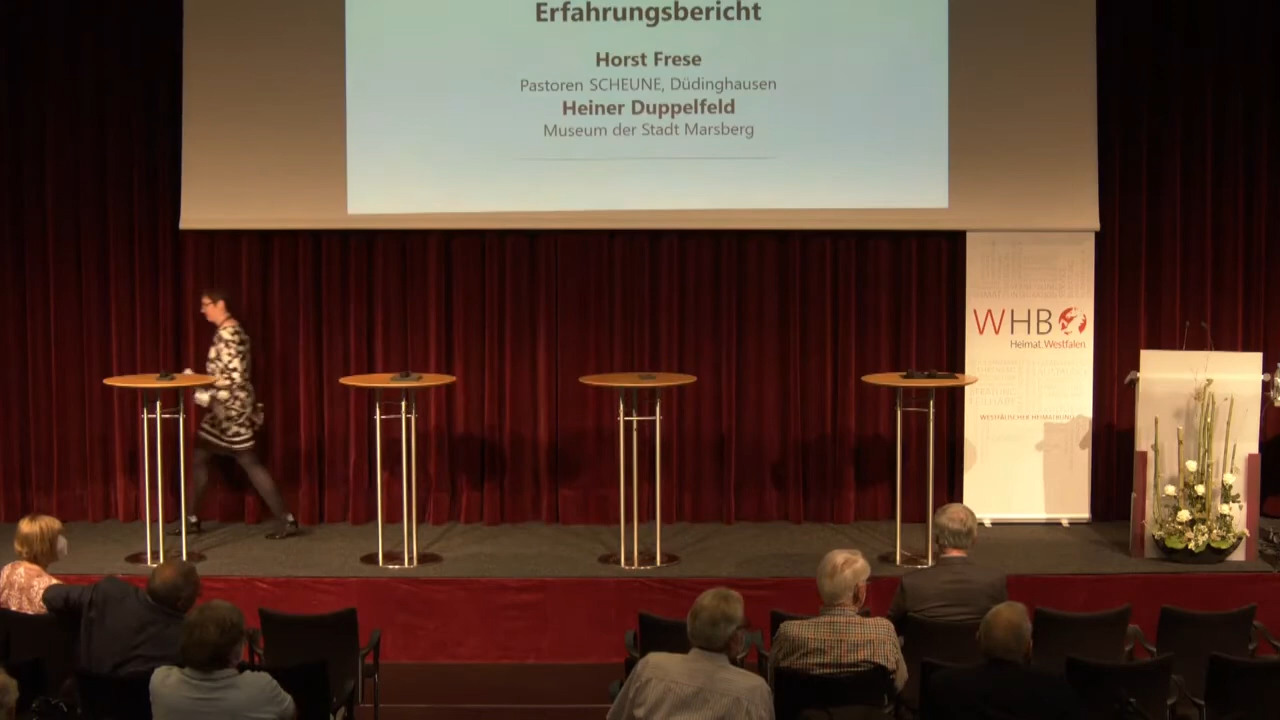 Erfahrungsbericht
Horst Frese
Pastoren SCHEUNE, Düdinghausen
Heiner Duppelfeld
Museum der Stadt Marsberg
WHB
Heimat. Westfalen
WESTFÄLISCHER HEIMATBUND